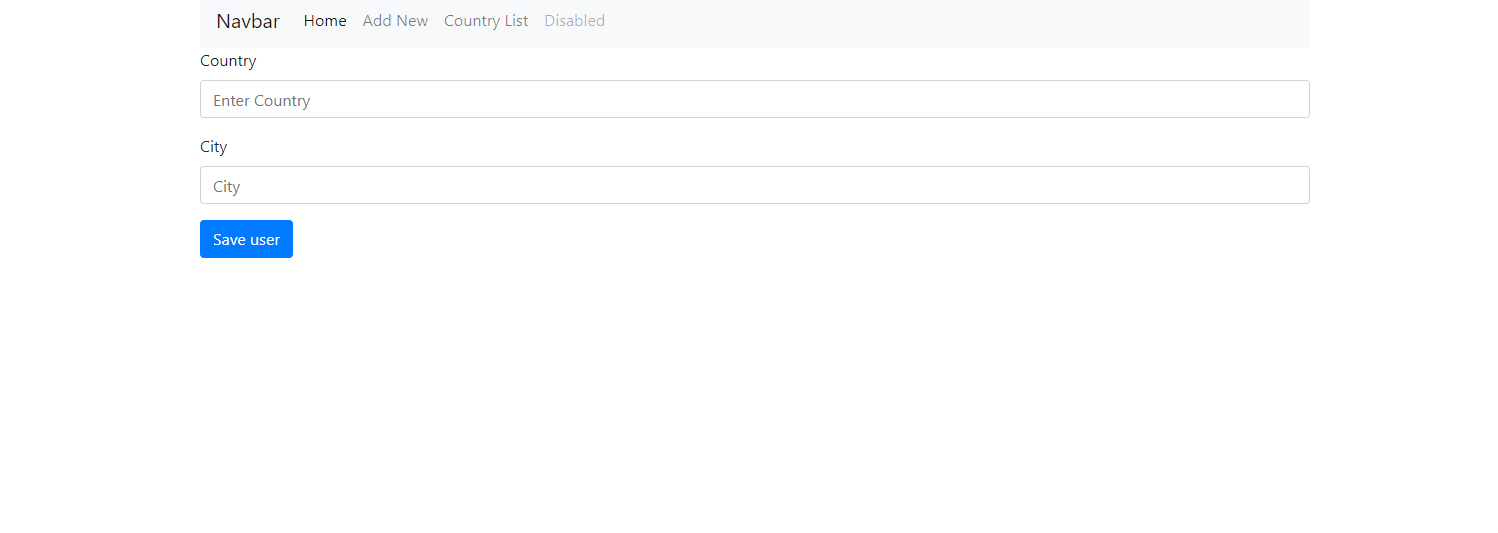 Navbar Home Add New Country List Disabled
Country
Enter Country
City
City
Save user